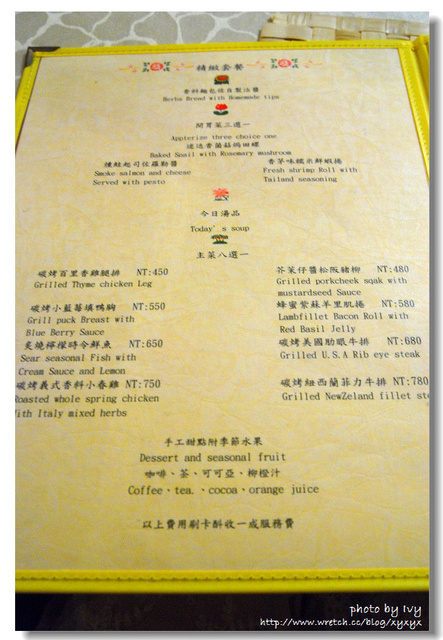 精緻套餐
香料麵包佐自製沾醬
Herbs Bread with Homemade tips
開胃菜三選一
Appterize three choice one
迷迭香蘑菇焗田螺
Baked Snail with Rosemary mushroom
燻鮭起司佐羅勒醬
Smoke salmon and cheese
Served with pesto
香茅味糯米鮮蝦捲
Fresh shrimp Roll with
Tailand seasoning
今日湯品
Today’s soup
主菜八選一
碳烤百里香雞腿排 NT:450
Grilled Thyme chicken Leg
碳烤小藍莓填鴨胸 NT:550
Grill puck Breast with
Blue Berry Sauce
炙燒檸檬時令鮮魚 NT:650
Sear seasonal Fish with
Cream Sauce and Lemon
碳烤義式香料小春雞 NT:750
Roasted whole spring chicken
With Italy mixed herbs
芥茉仔醬松阪豬柳 NT:480
Grilled porkcheek sqak with
mustardseed Sauce
蜂蜜紫蘇羊里肌捲 NT:580
Lambfillet Bacon Roll with
Red Basil Jelly
碳烤美國肋眼牛排 NT:680
Grilled U.S.A Rib eye steak
碳烤紐西蘭菲力牛排 NT:780
Grilled NewZeland fillet ste
手工甜點附季節水果
Dessert and seasonal fruit
咖啡、茶、可可亞、柳橙汁
Coffee、tea.、cocoa、orange juice
以上費用刷卡酙收一成服務費
photo by Ivy
http://www.wretch.cc/blog/xyxyx